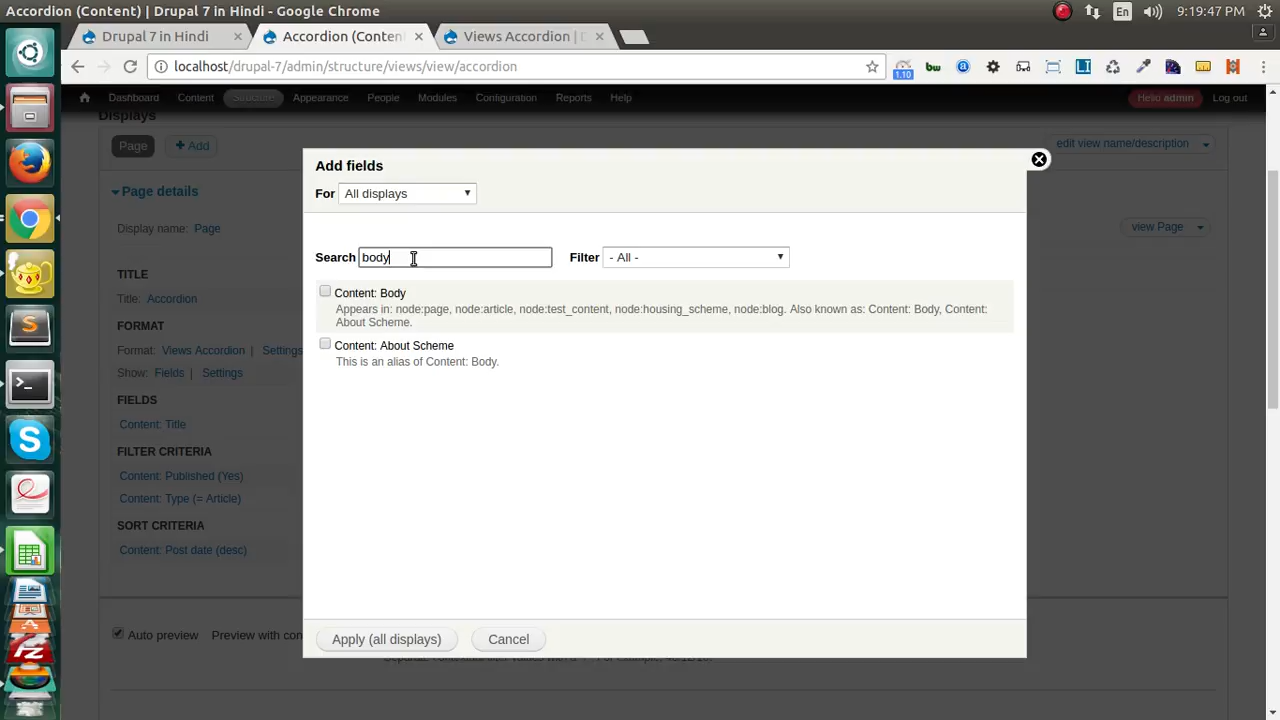 Accordion (Content) | Drupal 7 in Hindi - Google Chrome
En 9:19:47 PM
Drupal 7 in Hindi × Accordion (Conten × Views Accordion | D ×
localhost/drupal-7/admin/structure/views/view/accordion
1.10 bw a LI
Dashboard Content Structure Appearance People Modules Configuration Reports Help Hello admin Log out
Displays
Page + Add edit view name/description
Page details
Display name: Page view Page
TITLE
Title: Accordion
FORMAT
Format: Views Accordion | Settings
Show: Fields | Settings
FIELDS
Content: Title
FILTER CRITERIA
Content: Published (Yes)
Content: Type (= Article)
SORT CRITERIA
Content: Post date (desc)
Auto preview Preview with con
Add fields
For All displays
Search body Filter - All -
Content: Body
Appears in: node:page, node:article, node:test_content, node:housing_scheme, node:blog. Also known as: Content: Body, Content:
About Scheme.
Content: About Scheme
This is an alias of Content: Body.
Apply (all displays) Cancel